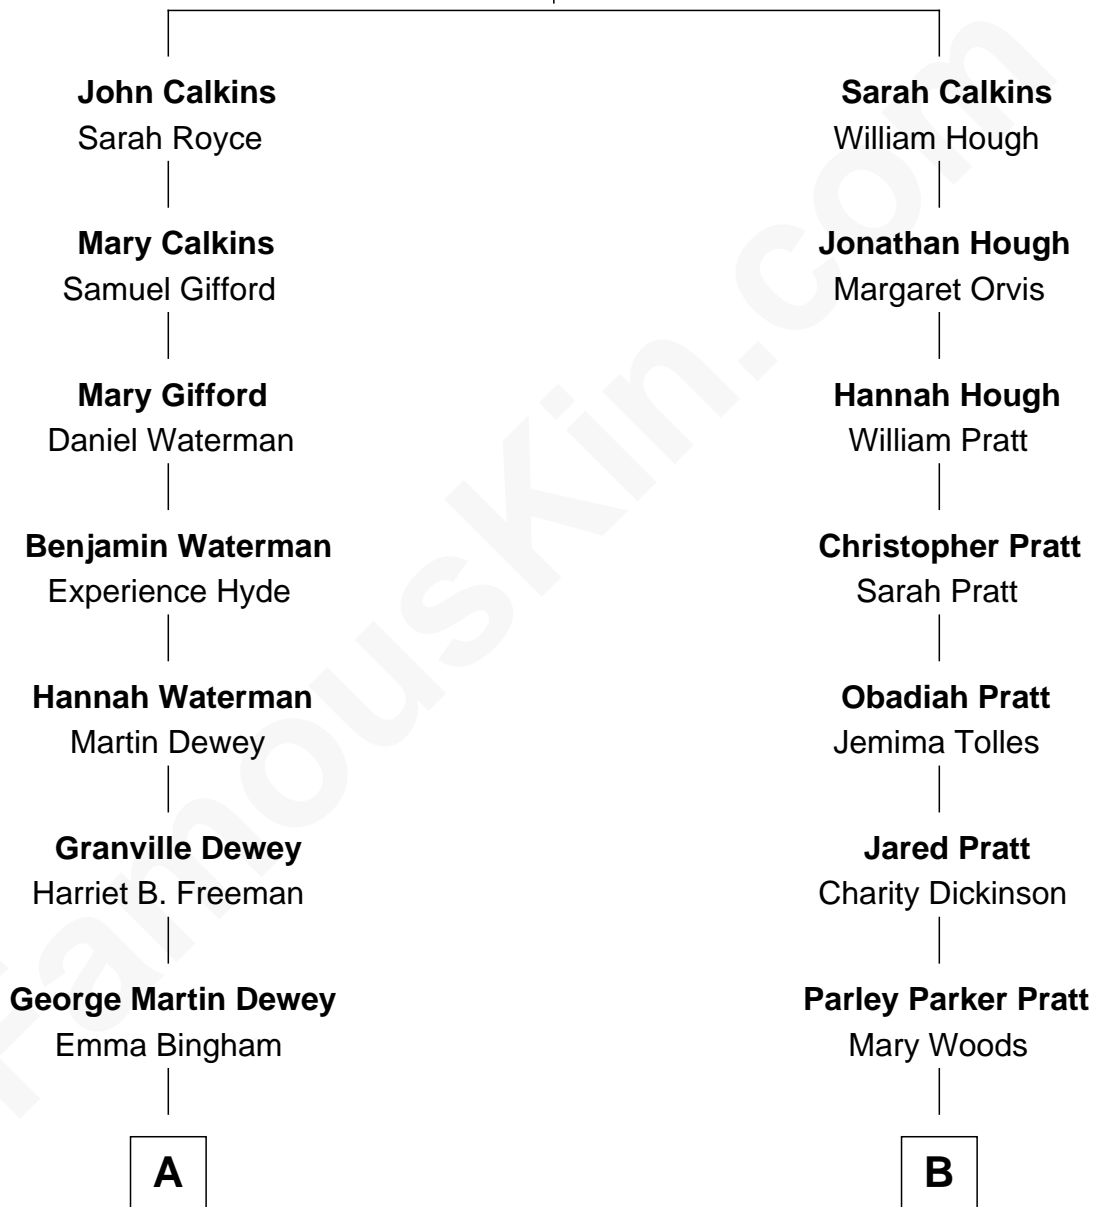 John Calkins
Sarah Royce
Mary Calkins
Samuel Gifford
Mary Gifford
Daniel Waterman
Benjamin Waterman
Experience Hyde
Hannah Waterman
Martin Dewey
Granville Dewey
Harriet B. Freeman
George Martin Dewey
Emma Bingham
A
Sarah Calkins
William Hough
Jonathan Hough
Margaret Orvis
Hannah Hough
William Pratt
Christopher Pratt
Sarah Pratt
Obadiah Pratt
Jemima Tolles
Jared Pratt
Charity Dickinson
Parley Parker Pratt
Mary Woods
B
FamousKin.com